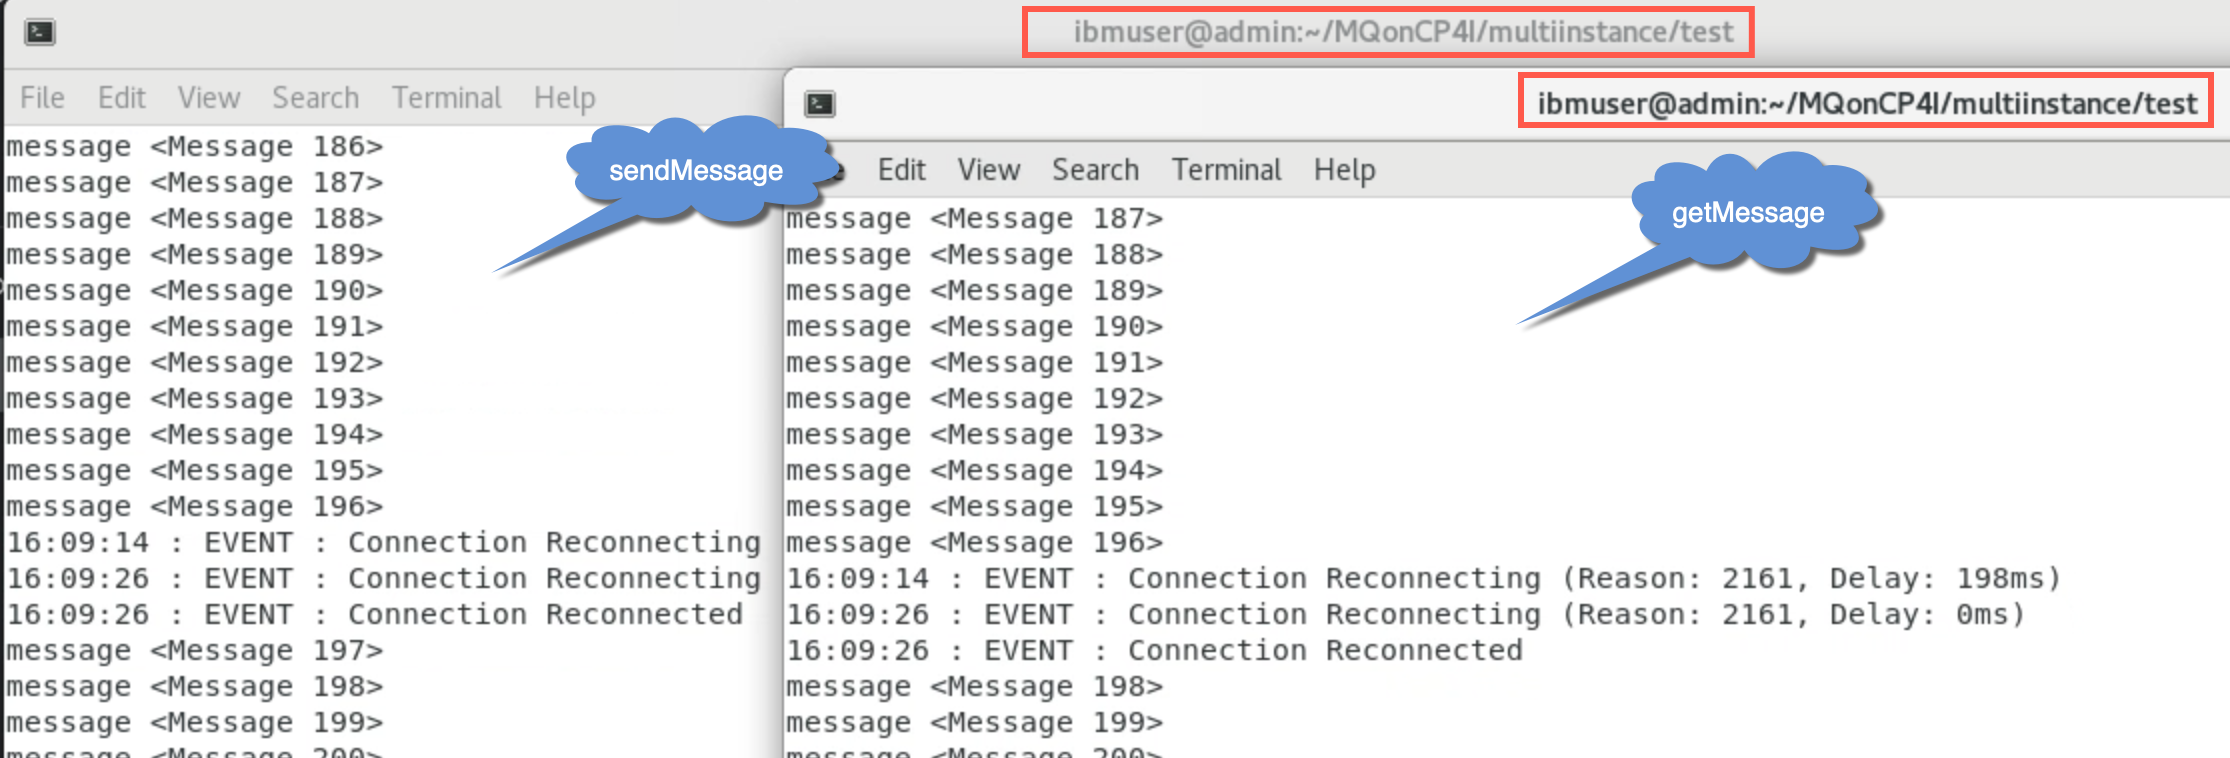 ibmuser@admin:~/MQonCP4I/multiinstance/test
File Edit View Search Terminal Help
message <Message 186>
message <Message 187>
message <Message 188>
message <Message 189>
message <Message 190>
message <Message 191>
message <Message 192>
message <Message 193>
message <Message 194>
message <Message 195>
message <Message 196>
16:09:14 : EVENT : Connection Reconnecting
16:09:26 : EVENT : Connection Reconnecting
16:09:26 : EVENT : Connection Reconnected
message <Message 197>
message <Message 198>
message <Message 199>
message <Message 200>
sendMessage
ibmuser@admin:~/MQonCP4I/multiinstance/test
Edit View Search Terminal Help
message <Message 187>
message <Message 188>
message <Message 189>
message <Message 190>
message <Message 191>
message <Message 192>
message <Message 193>
message <Message 194>
message <Message 195>
message <Message 196>
16:09:14 : EVENT : Connection Reconnecting (Reason: 2161, Delay: 198ms)
16:09:26 : EVENT : Connection Reconnecting (Reason: 2161, Delay: 0ms)
16:09:26 : EVENT : Connection Reconnected
message <Message 198>
message <Message 199>
message <Message 200>
getMessage